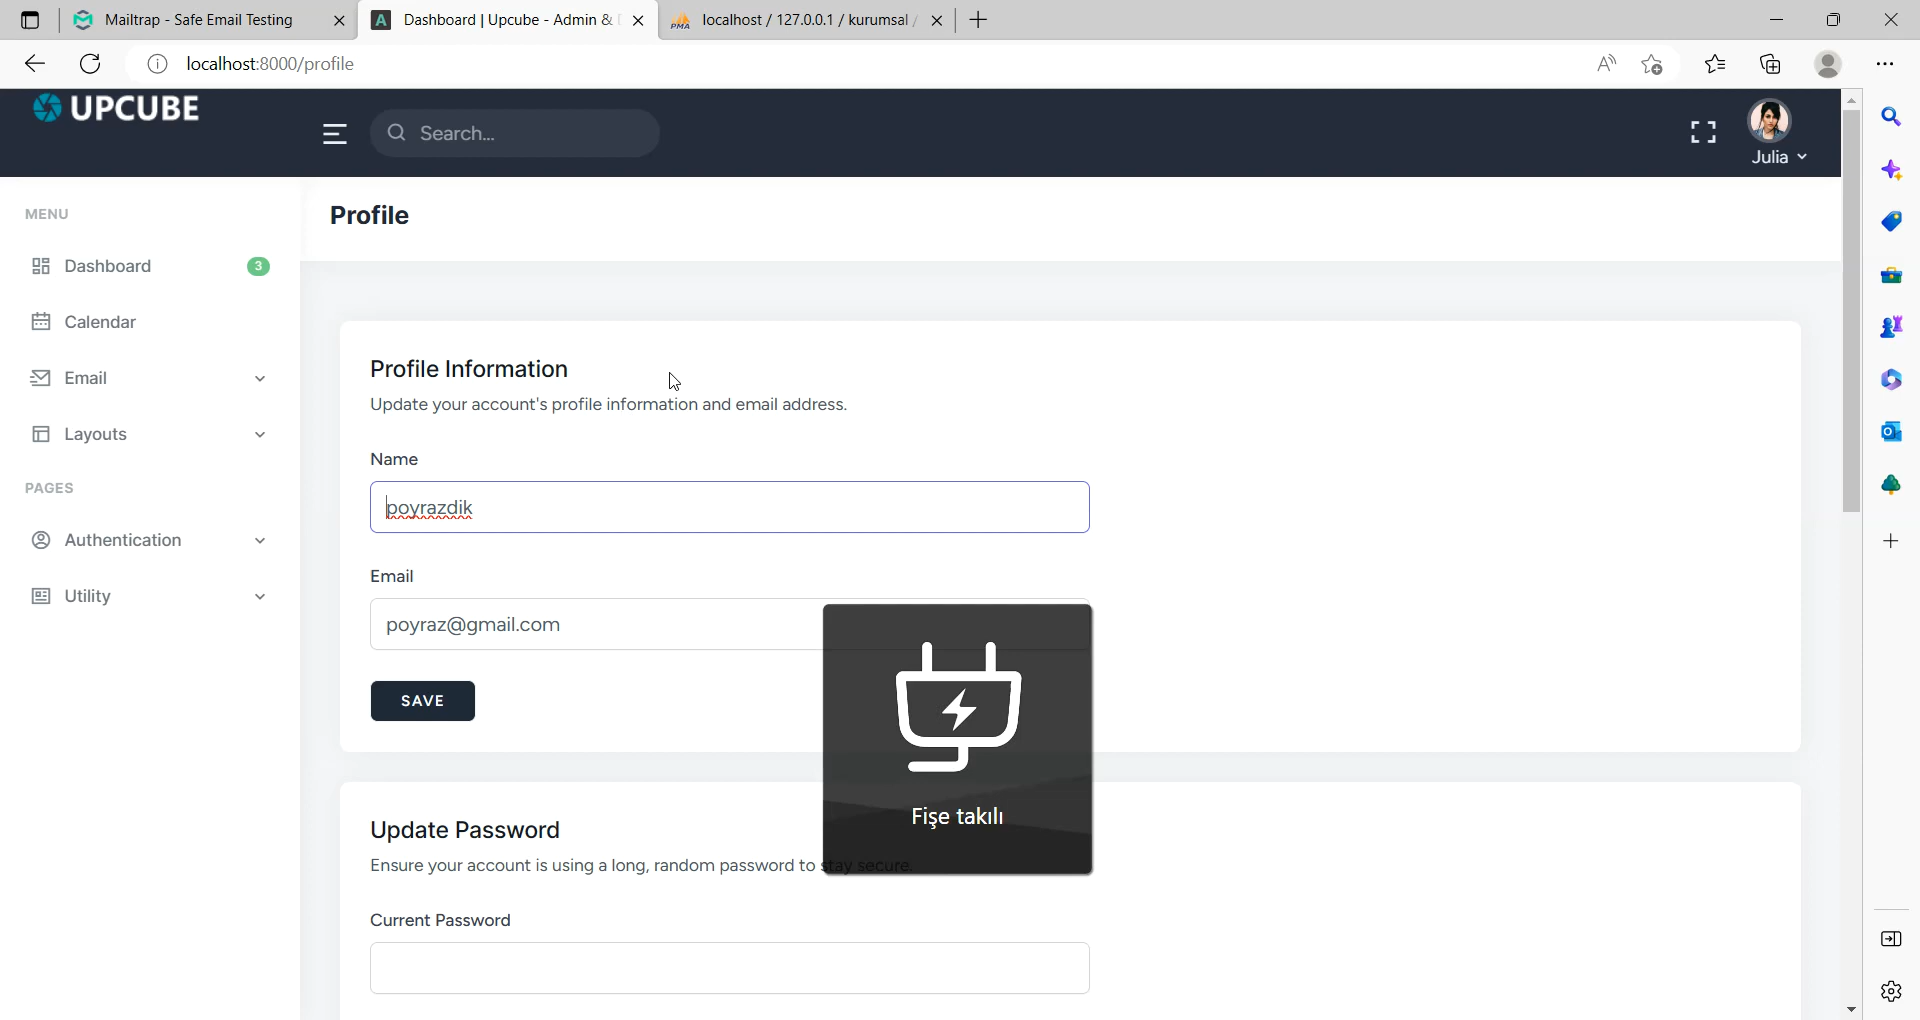 Mailtrap - Safe Email Testing
Dashboard | Upcube - Admin &
localhost / 127.0.0.1 / kurumsal /
localhost:8000/profile
UPCUBE
Search...
Julia
MENU
Dashboard 3
Calendar
Email
Layouts
PAGES
Authentication
Utility
Profile
Profile Information
Update your account's profile information and email address.
Name
poyrazdik
Email
poyraz@gmail.com
SAVE
Fişe takılı
Update Password
Ensure your account is using a long, random password to stay secure.
Current Password